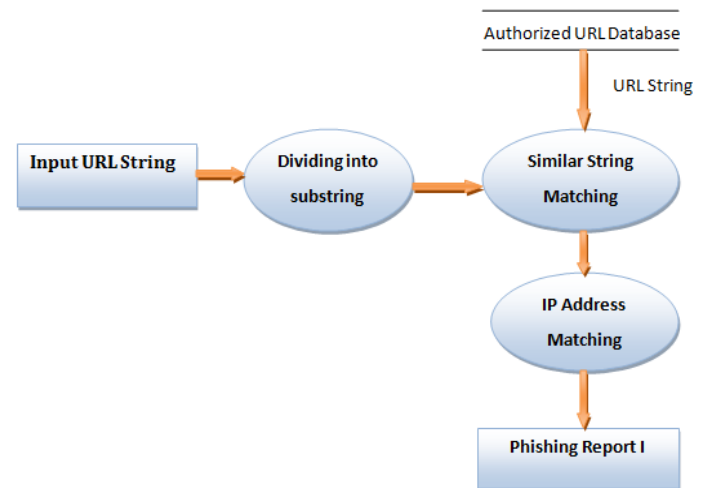 Authorized URL Database
URL String
Input URL String
Dividing into
substring
Similar String
Matching
IP Address
Matching
Phishing Report I